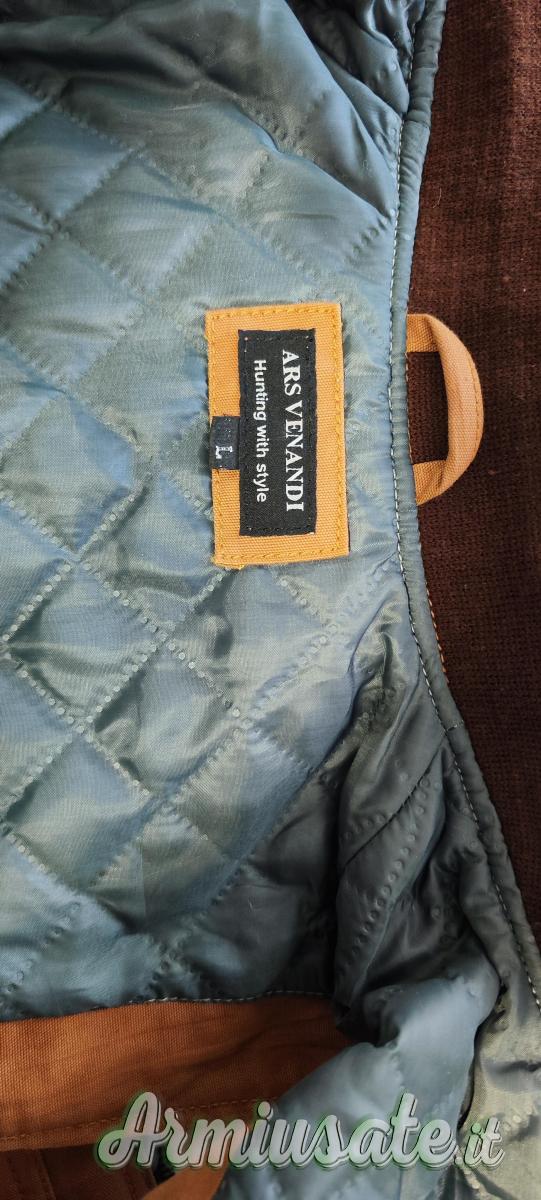 ARS VENANDI
Hunting with style
L
Armiusate.it